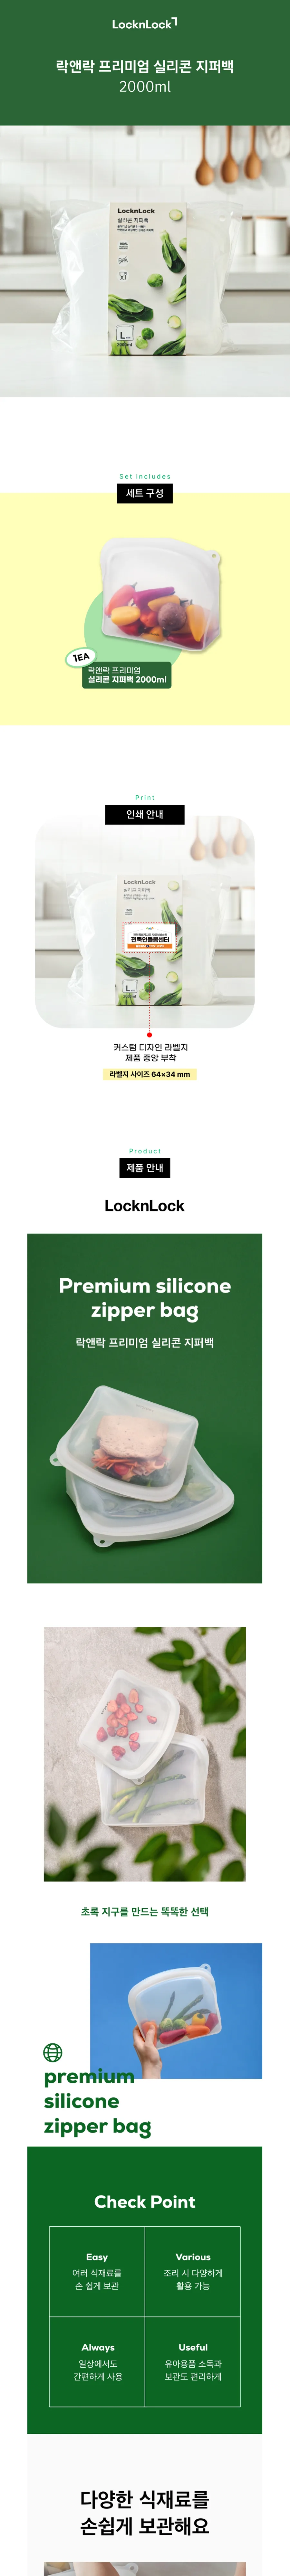 LocknLock
락앤락 프리미엄 실리콘 지퍼백
2000ml
LocknLock
실리콘 지퍼백
L
Set includes
세트 구성
1EA
락앤락 프리미엄
실리콘 지퍼백 2000ml
Print
인쇄 안내
LocknLock
실리콘 지퍼백
전북인돌봄센터
L
커스텀 디자인 라벨지
제품 중앙 부착
라벨지 사이즈 64×34 mm
Product
제품 안내
LocknLock
Premium silicone
zipper bag
락앤락 프리미엄 실리콘 지퍼백
초록 지구를 만드는 똑똑한 선택
premium
silicone
zipper bag
Check Point
Easy
여러 식재료를
손 쉽게 보관
Various
조리 시 다양하게
활용 가능
Always
일상에서도
간편하게 사용
Useful
유아용품 소독과
보관도 편리하게
다양한 식재료를
손쉽게 보관해요